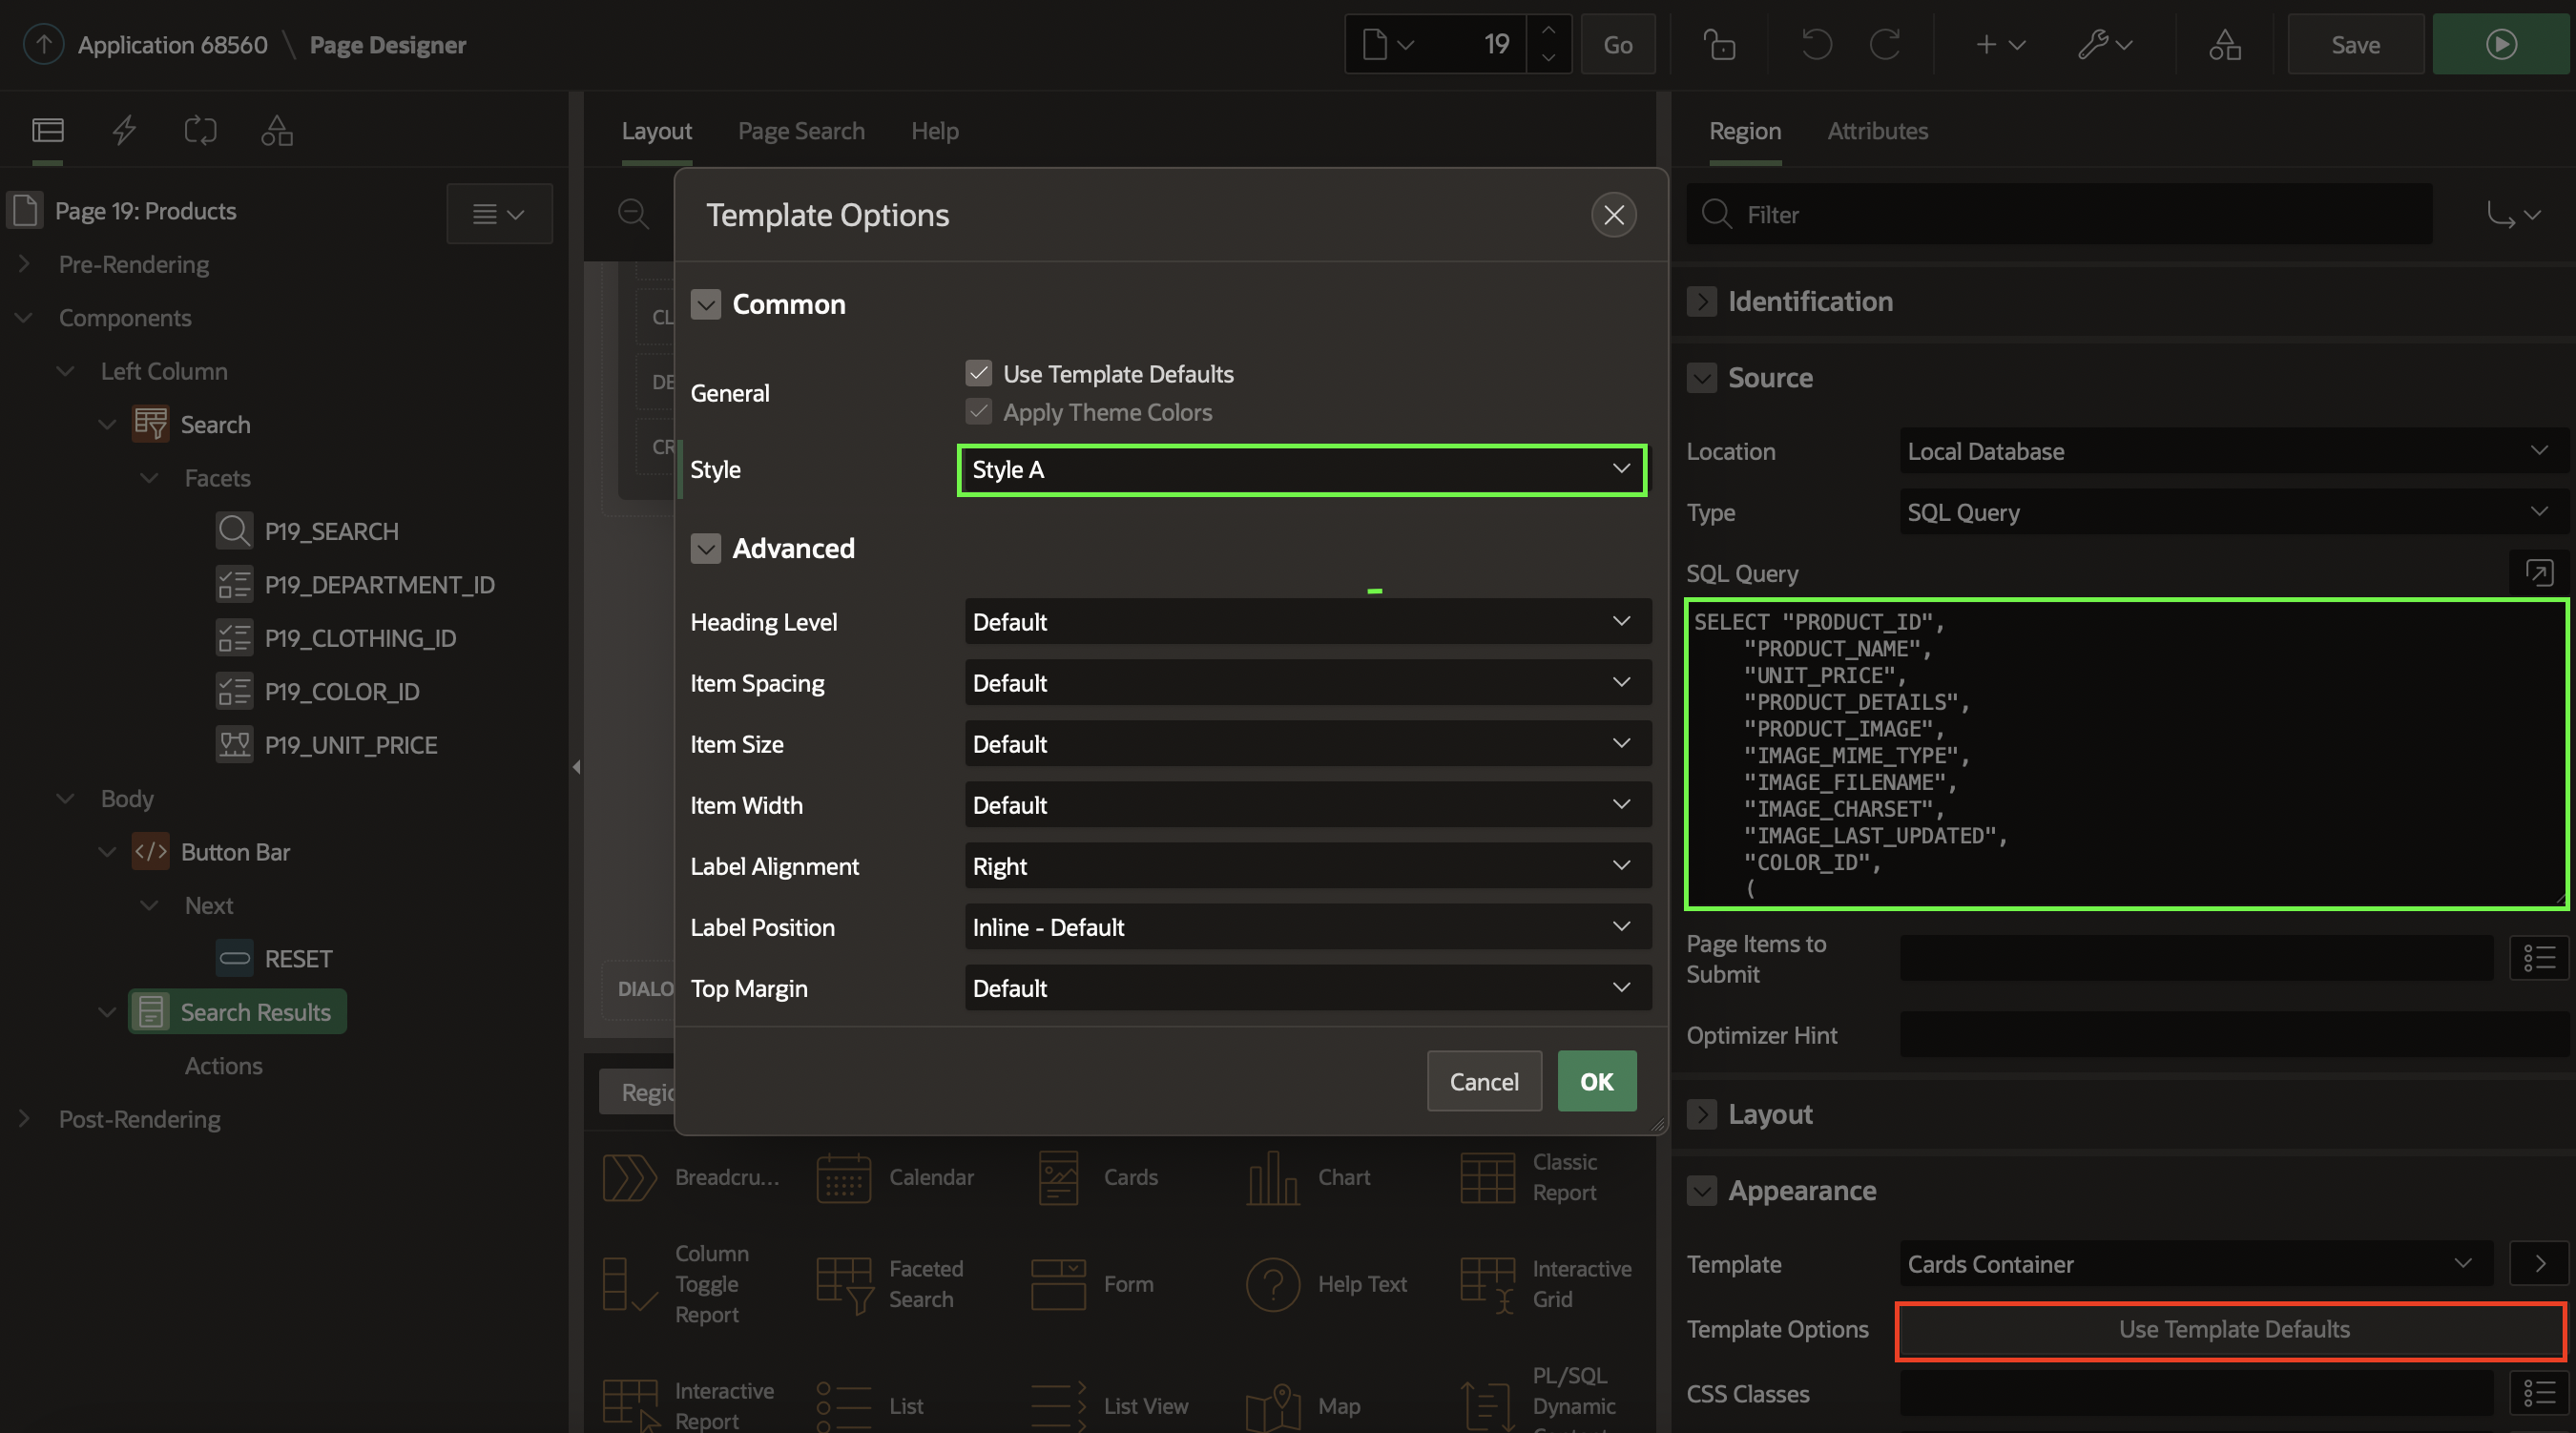 Application 68560 \ Page Designer
19
Go
Save
Layout
Page Search
Help
Region
Attributes
Page 19: Products
Pre-Rendering
Components
Left Column
Search
Facets
P19_SEARCH
P19_DEPARTMENT_ID
P19_CLOTHING_ID
P19_COLOR_ID
P19_UNIT_PRICE
Body
Button Bar
Next
RESET
Search Results
Actions
Post-Rendering
CL
DE
CR
DIALO
Regio
Template Options
Common
General
Use Template Defaults
Apply Theme Colors
Style
Style A
Advanced
Heading Level
Default
Item Spacing
Default
Item Size
Default
Item Width
Default
Label Alignment
Right
Label Position
Inline - Default
Top Margin
Default
Cancel
OK
Breadcru...
Calendar
Cards
Chart
Classic
Report
Column
Toggle
Report
Faceted
Search
Form
Help Text
Interactive
Grid
Interactive
Report
List
List View
Map
PL/SQL
Dynamic
Filter
Identification
Source
Location
Local Database
Type
SQL Query
SQL Query
SELECT "PRODUCT_ID",
"PRODUCT_NAME",
"UNIT_PRICE",
"PRODUCT_DETAILS",
"PRODUCT_IMAGE",
"IMAGE_MIME_TYPE",
"IMAGE_FILENAME",
"IMAGE_CHARSET",
"IMAGE_LAST_UPDATED",
"COLOR_ID",
(
Page Items to
Submit
Optimizer Hint
Layout
Appearance
Template
Cards Container
Template Options
Use Template Defaults
CSS Classes